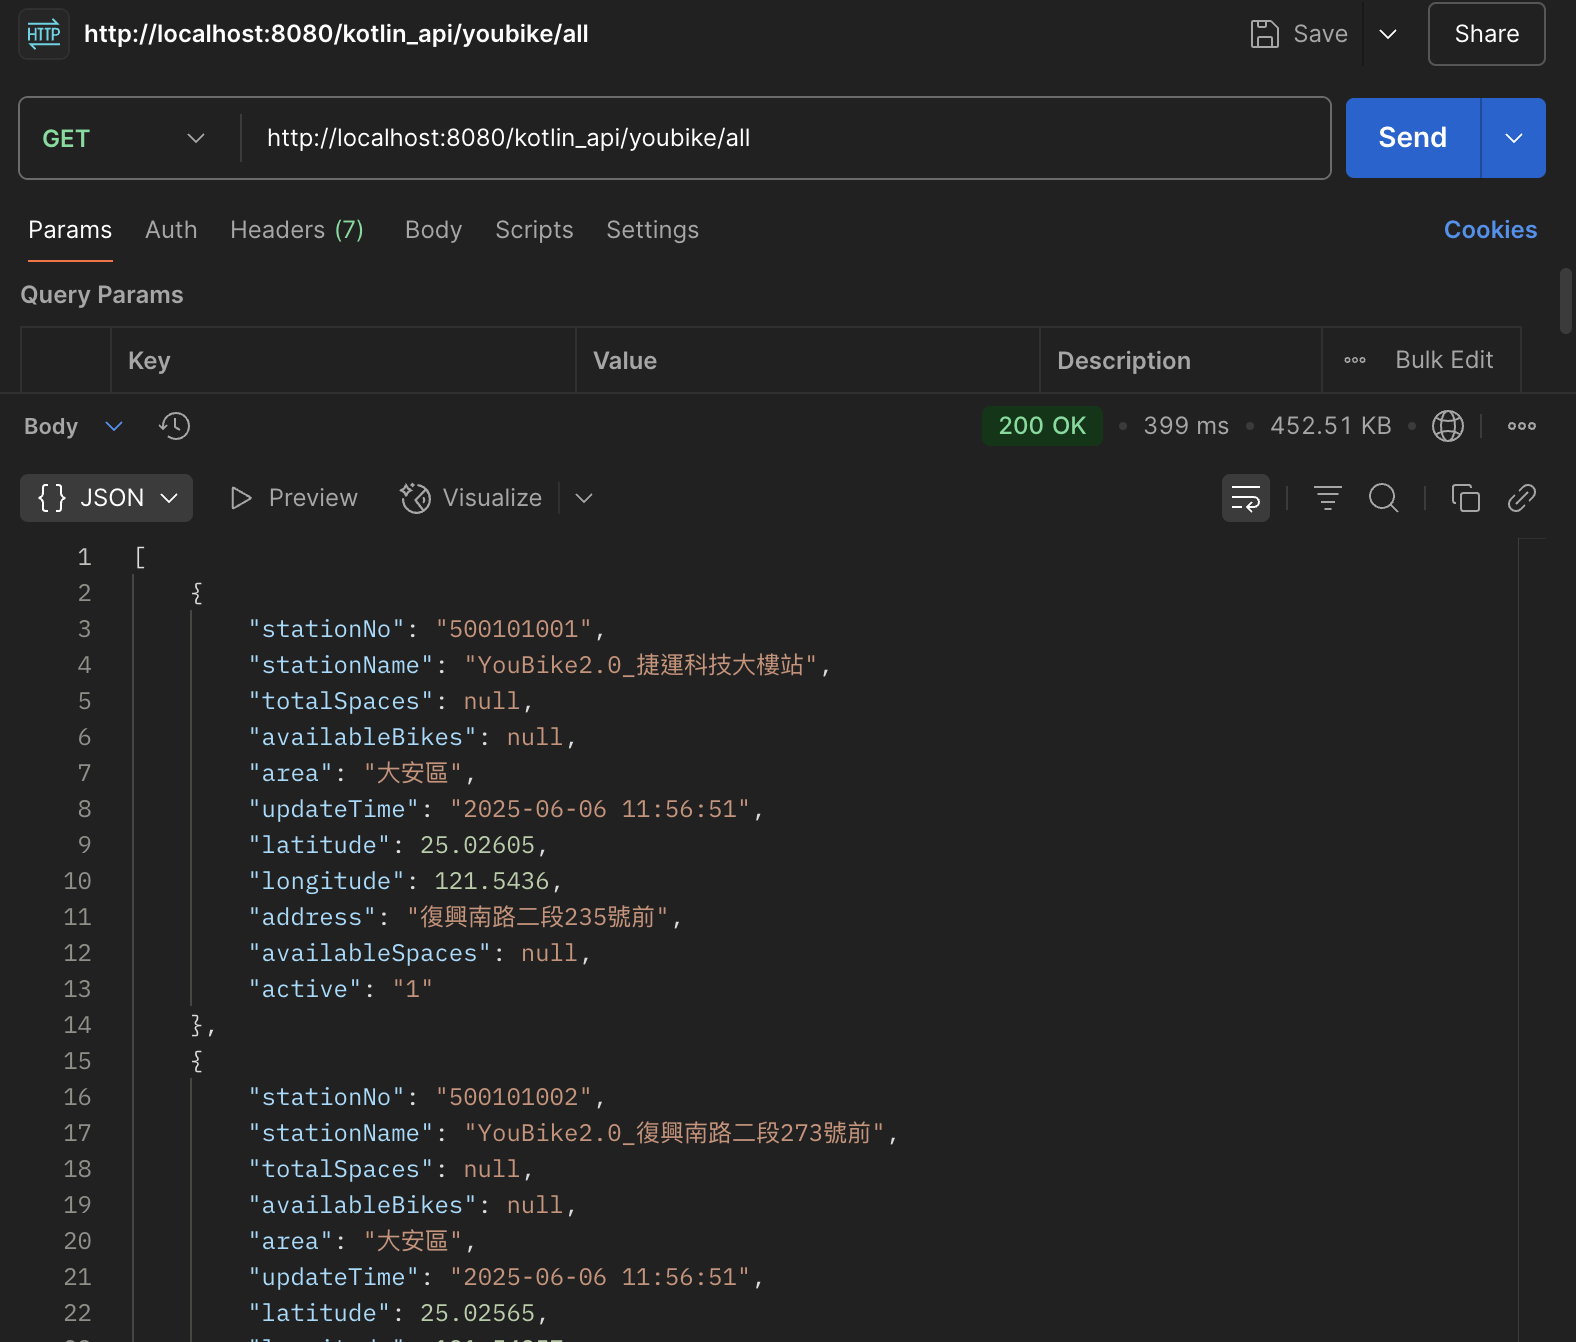 HTTP http://localhost:8080/kotlin_api/youbike/all Save Share
GET http://localhost:8080/kotlin_api/youbike/all Send
Params Auth Headers (7) Body Scripts Settings Cookies
Query Params
Key Value Description Bulk Edit
Body 200 OK • 399 ms • 452.51 KB •
{ } JSON Preview Visualize
1 [
2 {
3 "stationNo": "500101001",
4 "stationName": "YouBike2.0_捷運科技大樓站",
5 "totalSpaces": null,
6 "availableBikes": null,
7 "area": "大安區",
8 "updateTime": "2025-06-06 11:56:51",
9 "latitude": 25.02605,
10 "longitude": 121.5436,
11 "address": "復興南路二段235號前",
12 "availableSpaces": null,
13 "active": "1"
14 },
15 {
16 "stationNo": "500101002",
17 "stationName": "YouBike2.0_復興南路二段273號前",
18 "totalSpaces": null,
19 "availableBikes": null,
20 "area": "大安區",
21 "updateTime": "2025-06-06 11:56:51",
22 "latitude": 25.02565,